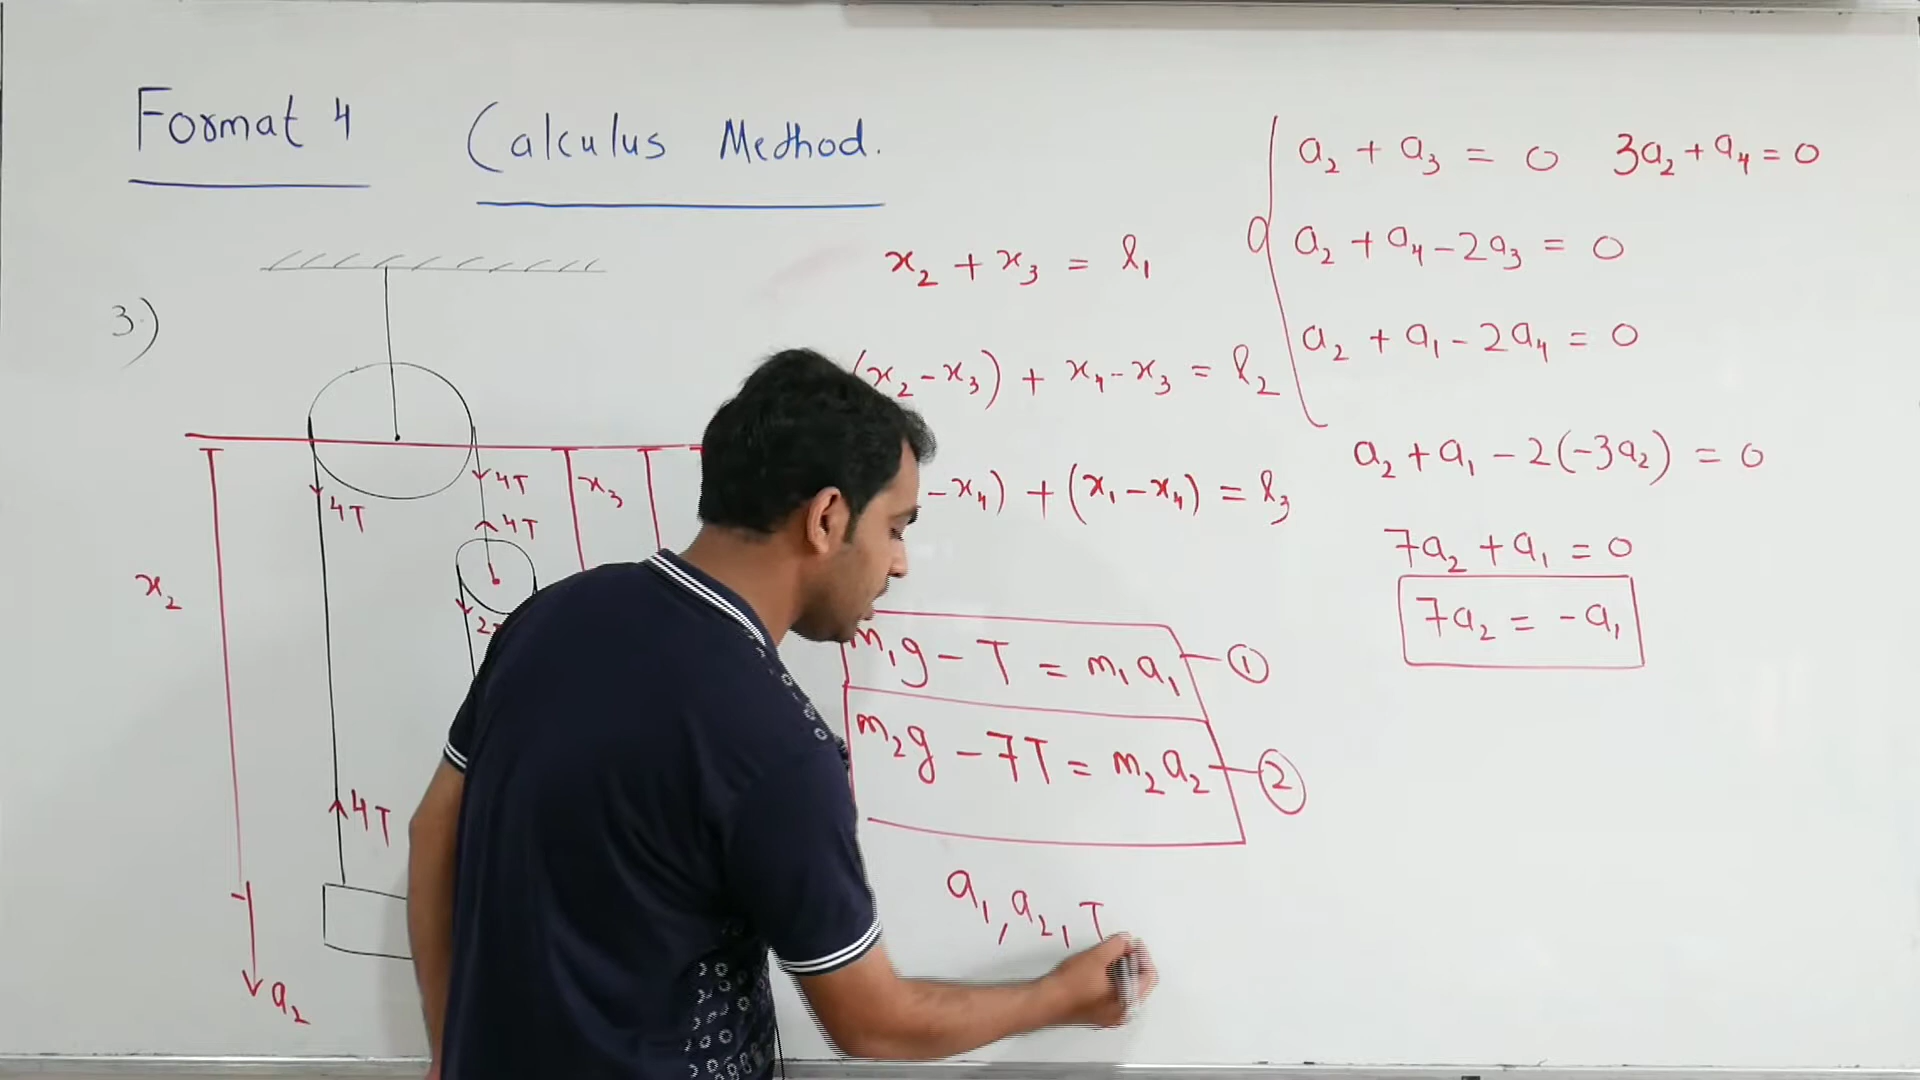 Format 4 Calculus Method.
3)
4T
4T
4T
x₃
x₂
4T
a₂
x₂ + x₃ = l₁
(x₂ - x₃) + x₄ - x₃ = l₂
- x₄) + (x₁ - x₄) = l₃
m₁g - T = m₁a₁ - ①
m₂g - 7T = m₂a₂ - ②
a₁, a₂, T
a₂ + a₃ = 0 3a₂ + a₄ = 0
a₂ + a₄ - 2a₃ = 0
a₂ + a₁ - 2a₄ = 0
a₂ + a₁ - 2(-3a₂) = 0
7a₂ + a₁ = 0
7a₂ = -a₁